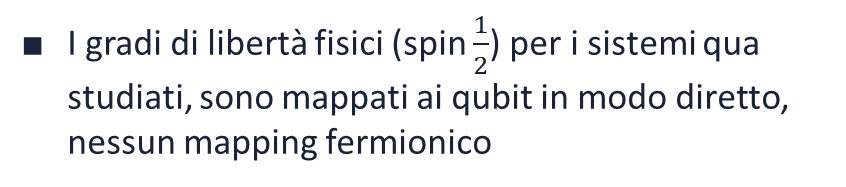 ■ I gradi di libertà fisici (spin 1/2) per i sistemi qua
studiati, sono mappati ai qubit in modo diretto,
nessun mapping fermionico